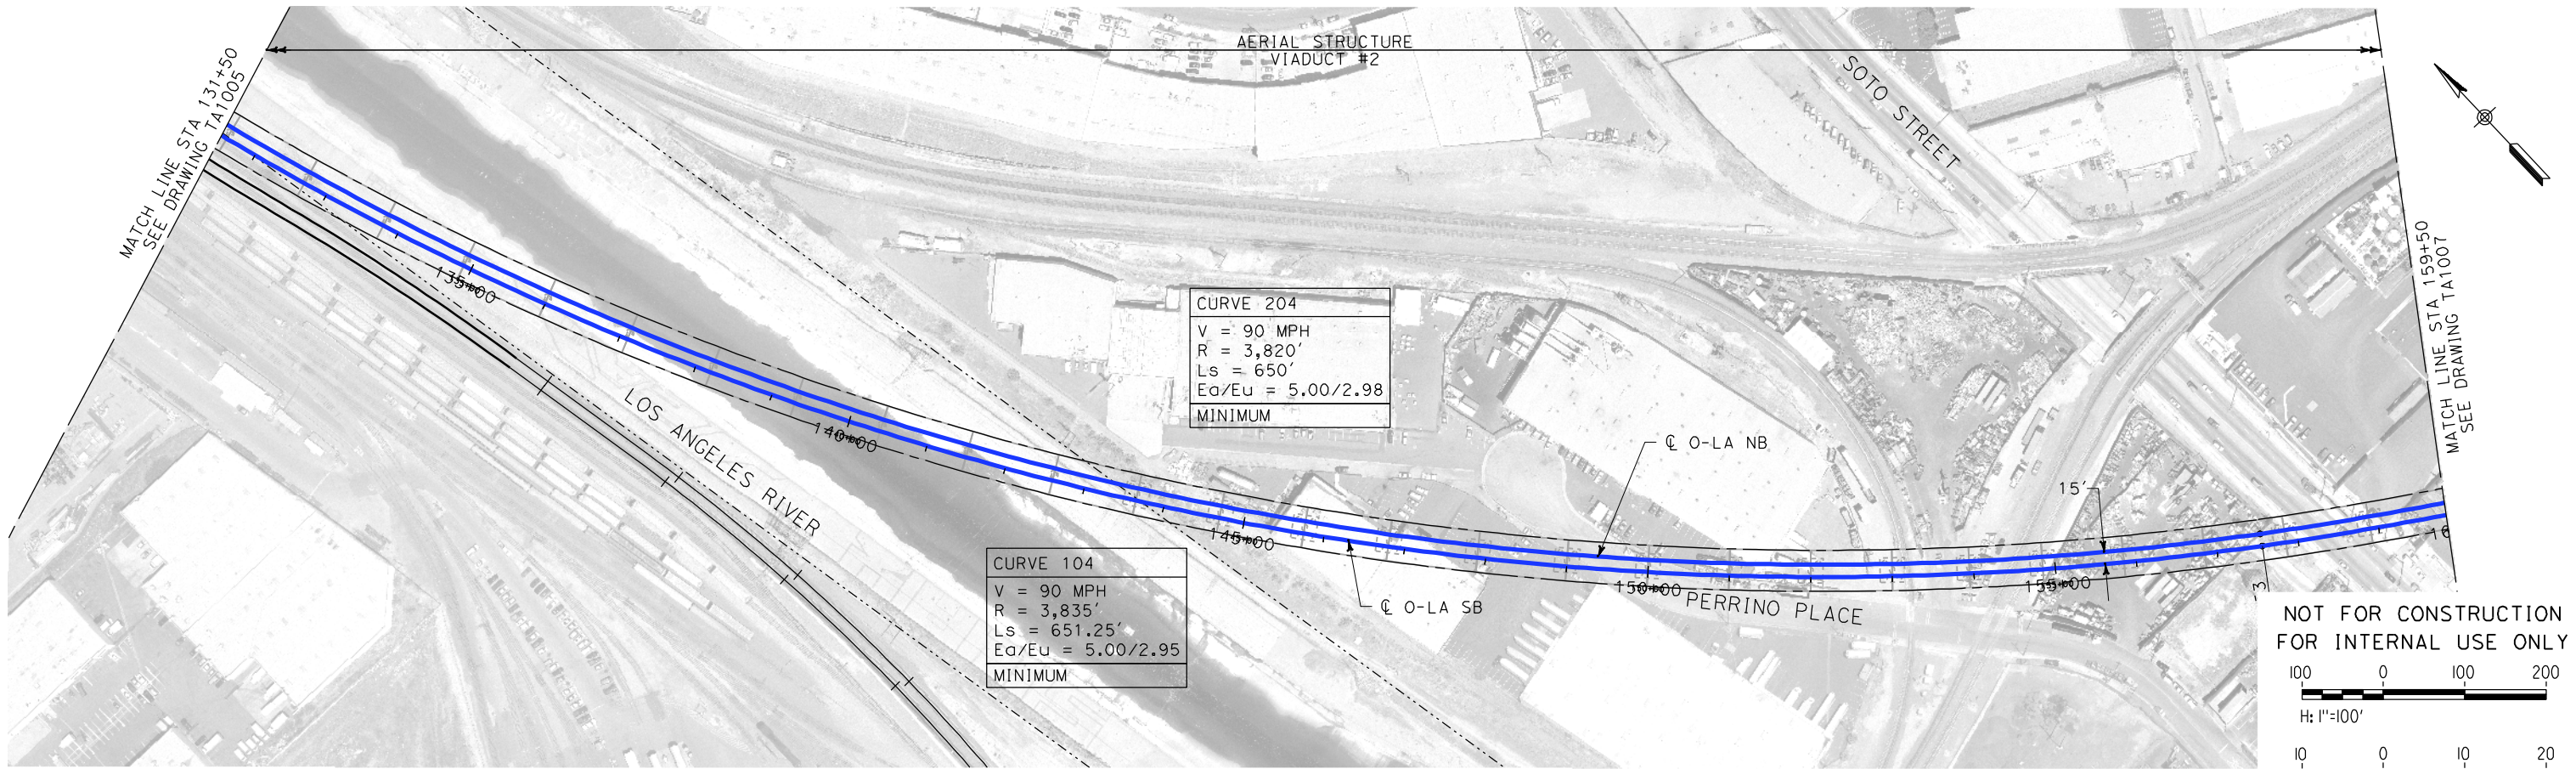 AERIAL STRUCTURE
VIADUCT #2
MATCH LINE STA 131+50
SEE DRAWING TA1005
SOTO STREET
MATCH LINE STA 159+50
SEE DRAWING TA1007
135+00
LOS ANGELES RIVER
140+00
CURVE 204
V = 90 MPH
R = 3,820'
Ls = 650'
Ea/Eu = 5.00/2.98
MINIMUM
℄ O-LA NB
15'
145+00
CURVE 104
V = 90 MPH
R = 3,835'
Ls = 651.25'
Ea/Eu = 5.00/2.95
MINIMUM
℄ O-LA SB
150+00
PERRINO PLACE
155+00
16
3
NOT FOR CONSTRUCTION
FOR INTERNAL USE ONLY
100 0 100 200
H: 1"=100'
10 0 10 20